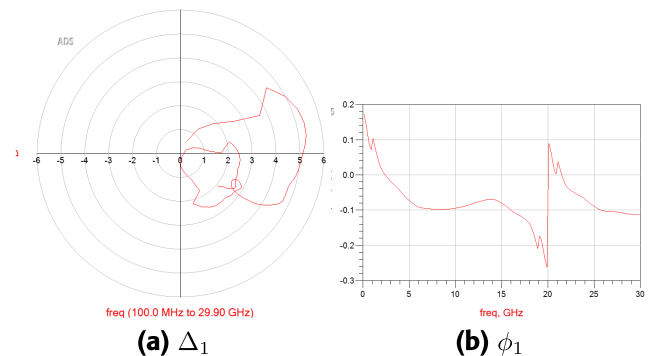 ADS
-6 -5 -4 -3 -2 -1 0 1 2 3 4 5 6
freq (100.0 MHz to 29.90 GHz)
(a) Δ₁
0.2
0.1
0.0
-0.1
-0.2
-0.3
0 5 10 15 20 25 30
freq, GHz
(b) ϕ₁